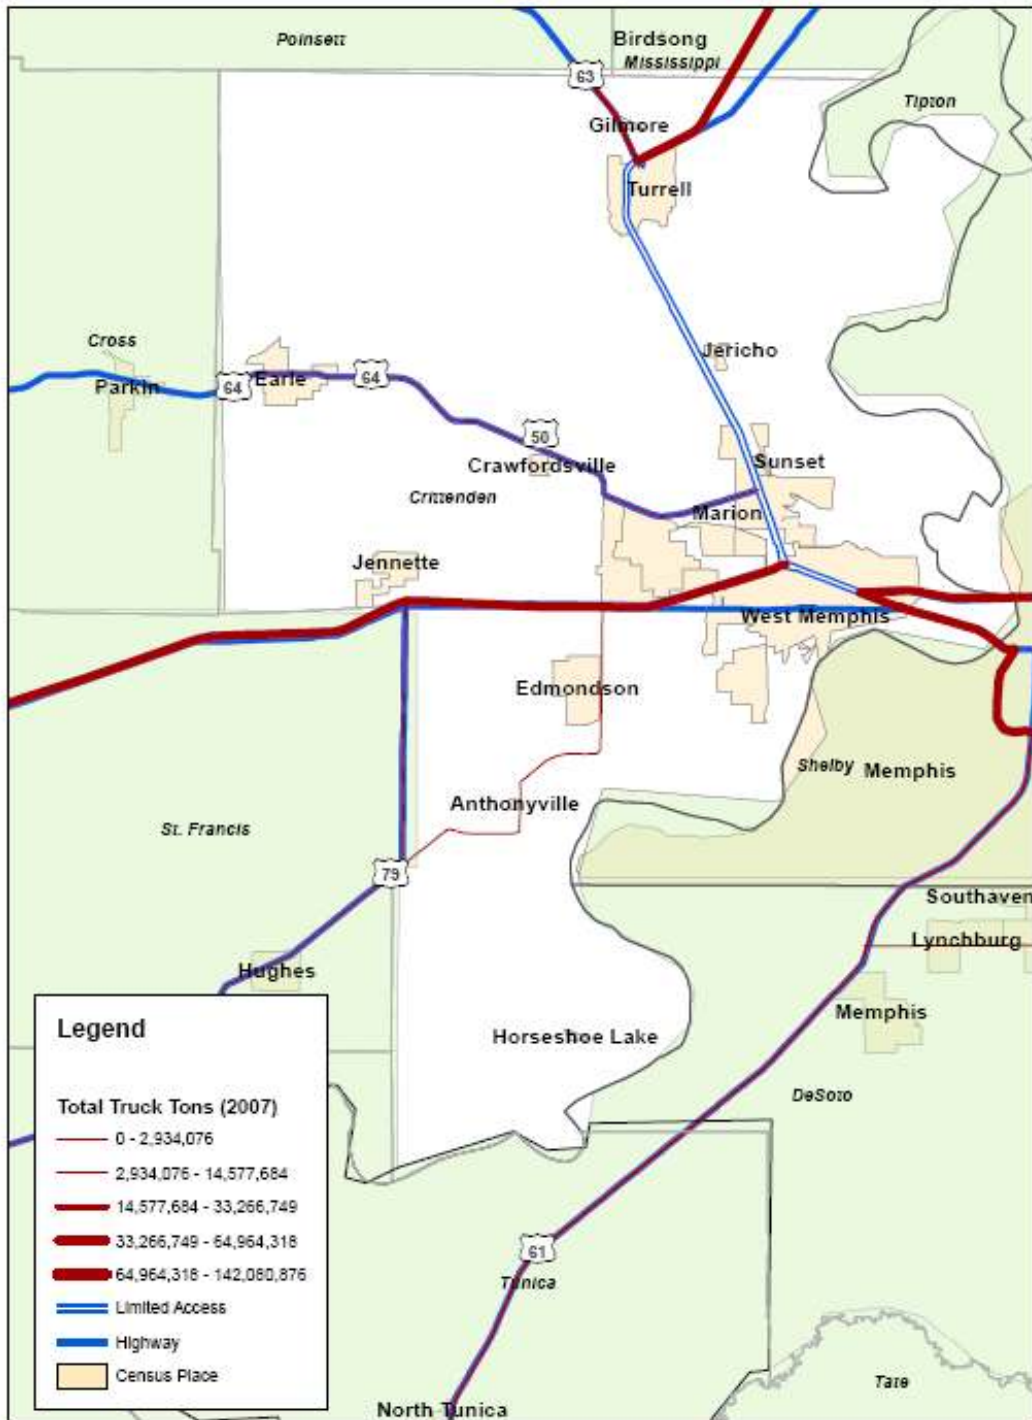 Poinsett
Birdsong
Mississippi
63
Tipton
Gilmore
Turrell
Cross
Jericho
Parkin
64
Earle
64
50
Sunset
Crawfordsville
Crittenden
Marion
Jennette
West Memphis
Edmondson
Shelby
Memphis
Anthonyville
St. Francis
79
Southaven
Lynchburg
Hughes
Memphis
Horseshoe Lake
DeSoto
61
Tunica
Tate
North Tunica
Legend
Total Truck Tons (2007)
0 - 2,934,076
2,934,076 - 14,577,684
14,577,684 - 33,266,749
33,266,749 - 64,964,318
64,964,318 - 142,080,876
Limited Access
Highway
Census Place